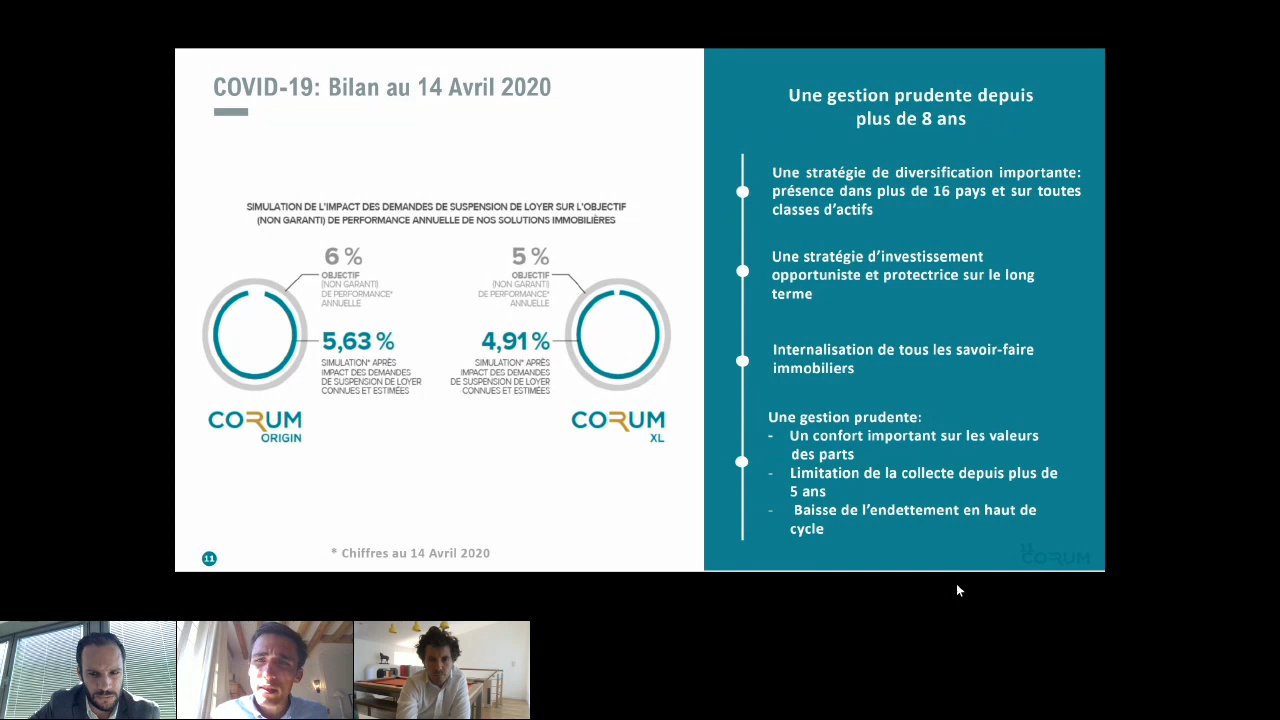 COVID-19: Bilan au 14 Avril 2020
SIMULATION DE L'IMPACT DES DEMANDES DE SUSPENSION DE LOYER SUR L'OBJECTIF
(NON GARANTI) DE PERFORMANCE ANNUELLE DE NOS SOLUTIONS IMMOBILIÈRES
6 %
OBJECTIF
(NON GARANTI)
DE PERFORMANCE*
ANNUELLE
5,63 %
SIMULATION* APRÈS
IMPACT DES DEMANDES
DE SUSPENSION DE LOYER
CONNUES ET ESTIMÉES
CORUM
ORIGIN
5 %
OBJECTIF
(NON GARANTI)
DE PERFORMANCE*
ANNUELLE
4,91 %
SIMULATION* APRÈS
IMPACT DES DEMANDES
DE SUSPENSION DE LOYER
CONNUES ET ESTIMÉES
CORUM
XL
* Chiffres au 14 Avril 2020
11
Une gestion prudente depuis
plus de 8 ans
Une stratégie de diversification importante:
présence dans plus de 16 pays et sur toutes
classes d'actifs
Une stratégie d'investissement
opportuniste et protectrice sur le long
terme
Internalisation de tous les savoir-faire
immobiliers
Une gestion prudente:
- Un confort important sur les valeurs
des parts
- Limitation de la collecte depuis plus de
5 ans
- Baisse de l'endettement en haut de
cycle
11
CORUM